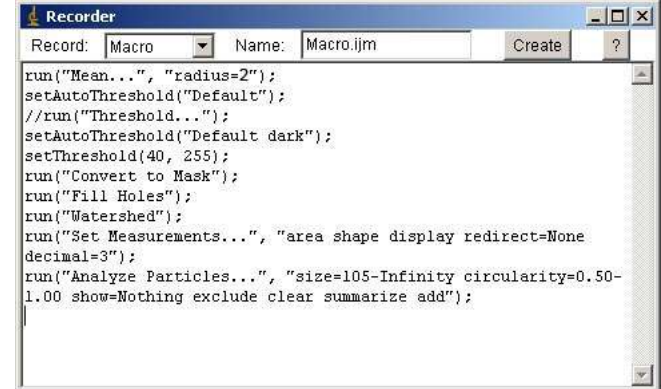 Recorder
Record: Macro Name: Macro.ijm Create ?
run("Mean...", "radius=2");
setAutoThreshold("Default");
//run("Threshold...");
setAutoThreshold("Default dark");
setThreshold(40, 255);
run("Convert to Mask");
run("Fill Holes");
run("Watershed");
run("Set Measurements...", "area shape display redirect=None
decimal=3");
run("Analyze Particles...", "size=105-Infinity circularity=0.50-
1.00 show=Nothing exclude clear summarize add");